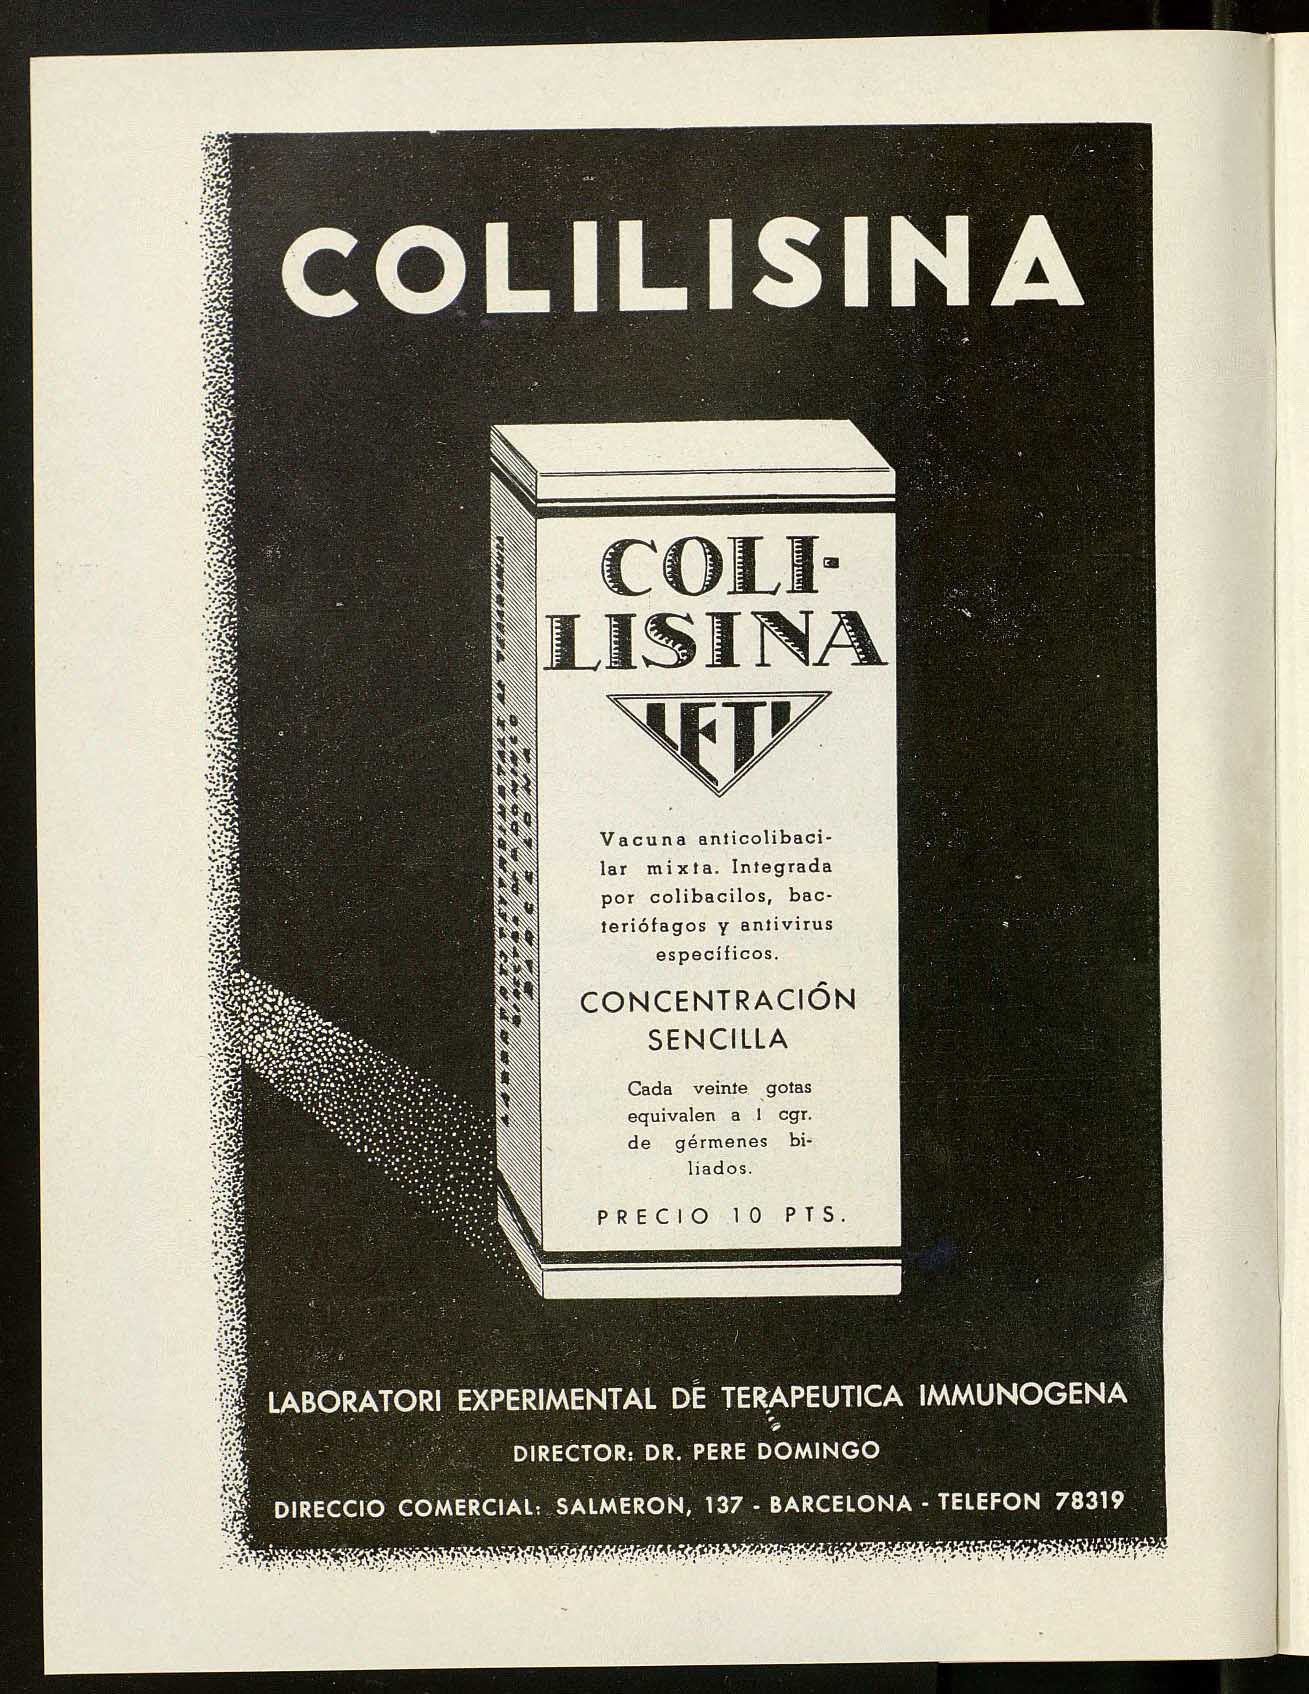 COLILISINA
COLI-
LISINA
LETI
Vacuna anticolibaci-
lar mixta. Integrada
por colibacilos, bac-
teriófagos y antivirus
específicos.
CONCENTRACIÓN
SENCILLA
Cada veinte gotas
equivalen a 1 cgr.
de gérmenes bi-
liados.
PRECIO 10 PTS.
BARCELONA
LABORATORI EXPERIMENTAL DE TERAPEUTICA IMMUNOGENA
DIRECTOR: DR. PERE DOMINGO
DIRECCIO COMERCIAL: SALMERON, 137 - BARCELONA - TELEFON 78319